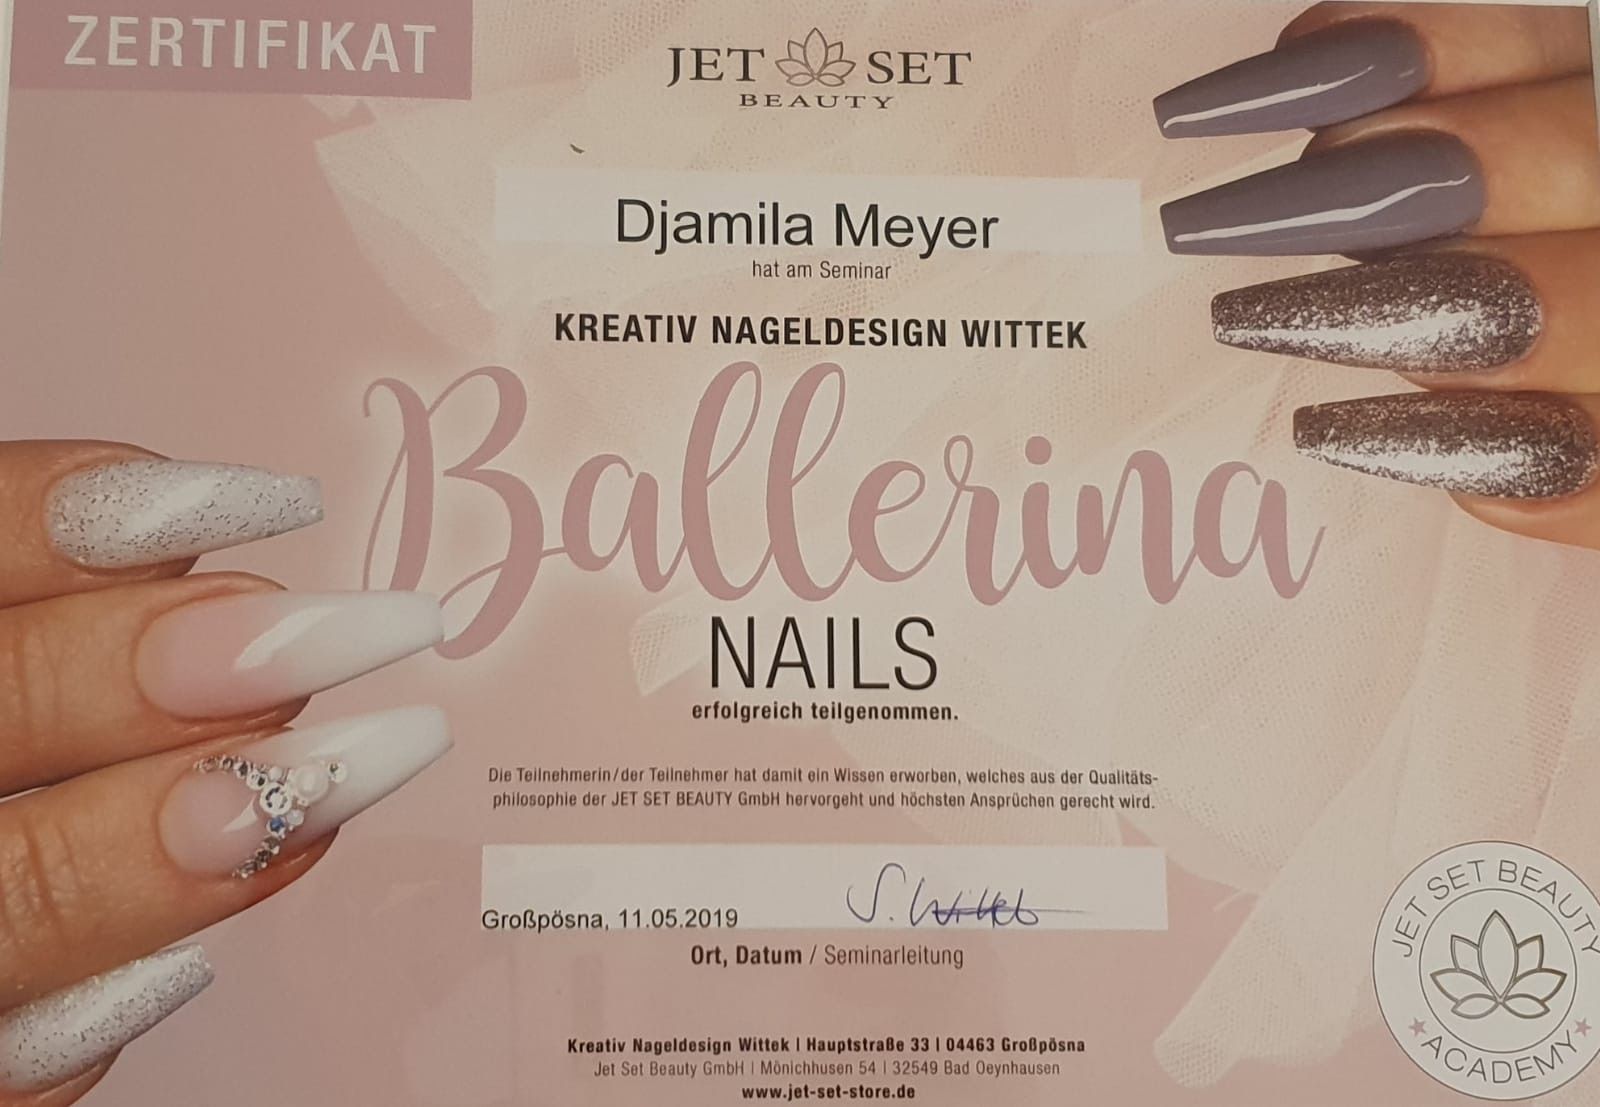 ZERTIFIKAT
JET SET
BEAUTY
Djamila Meyer
hat am Seminar
KREATIV NAGELDESIGN WITTEK
Ballerina
NAILS
erfolgreich teilgenommen.
Die Teilnehmerin/der Teilnehmer hat damit ein Wissen erworben, welches aus der Qualitäts-
philosophie der JET SET BEAUTY GmbH hervorgeht und höchsten Ansprüchen gerecht wird.
Großpösna, 11.05.2019 S. Wittek
Ort, Datum / Seminarleitung
Kreativ Nageldesign Wittek | Hauptstraße 33 | 04463 Großpösna
Jet Set Beauty GmbH | Mönichhusen 54 | 32549 Bad Oeynhausen
www.jet-set-store.de
JET SET BEAUTY
★ ACADEMY ★